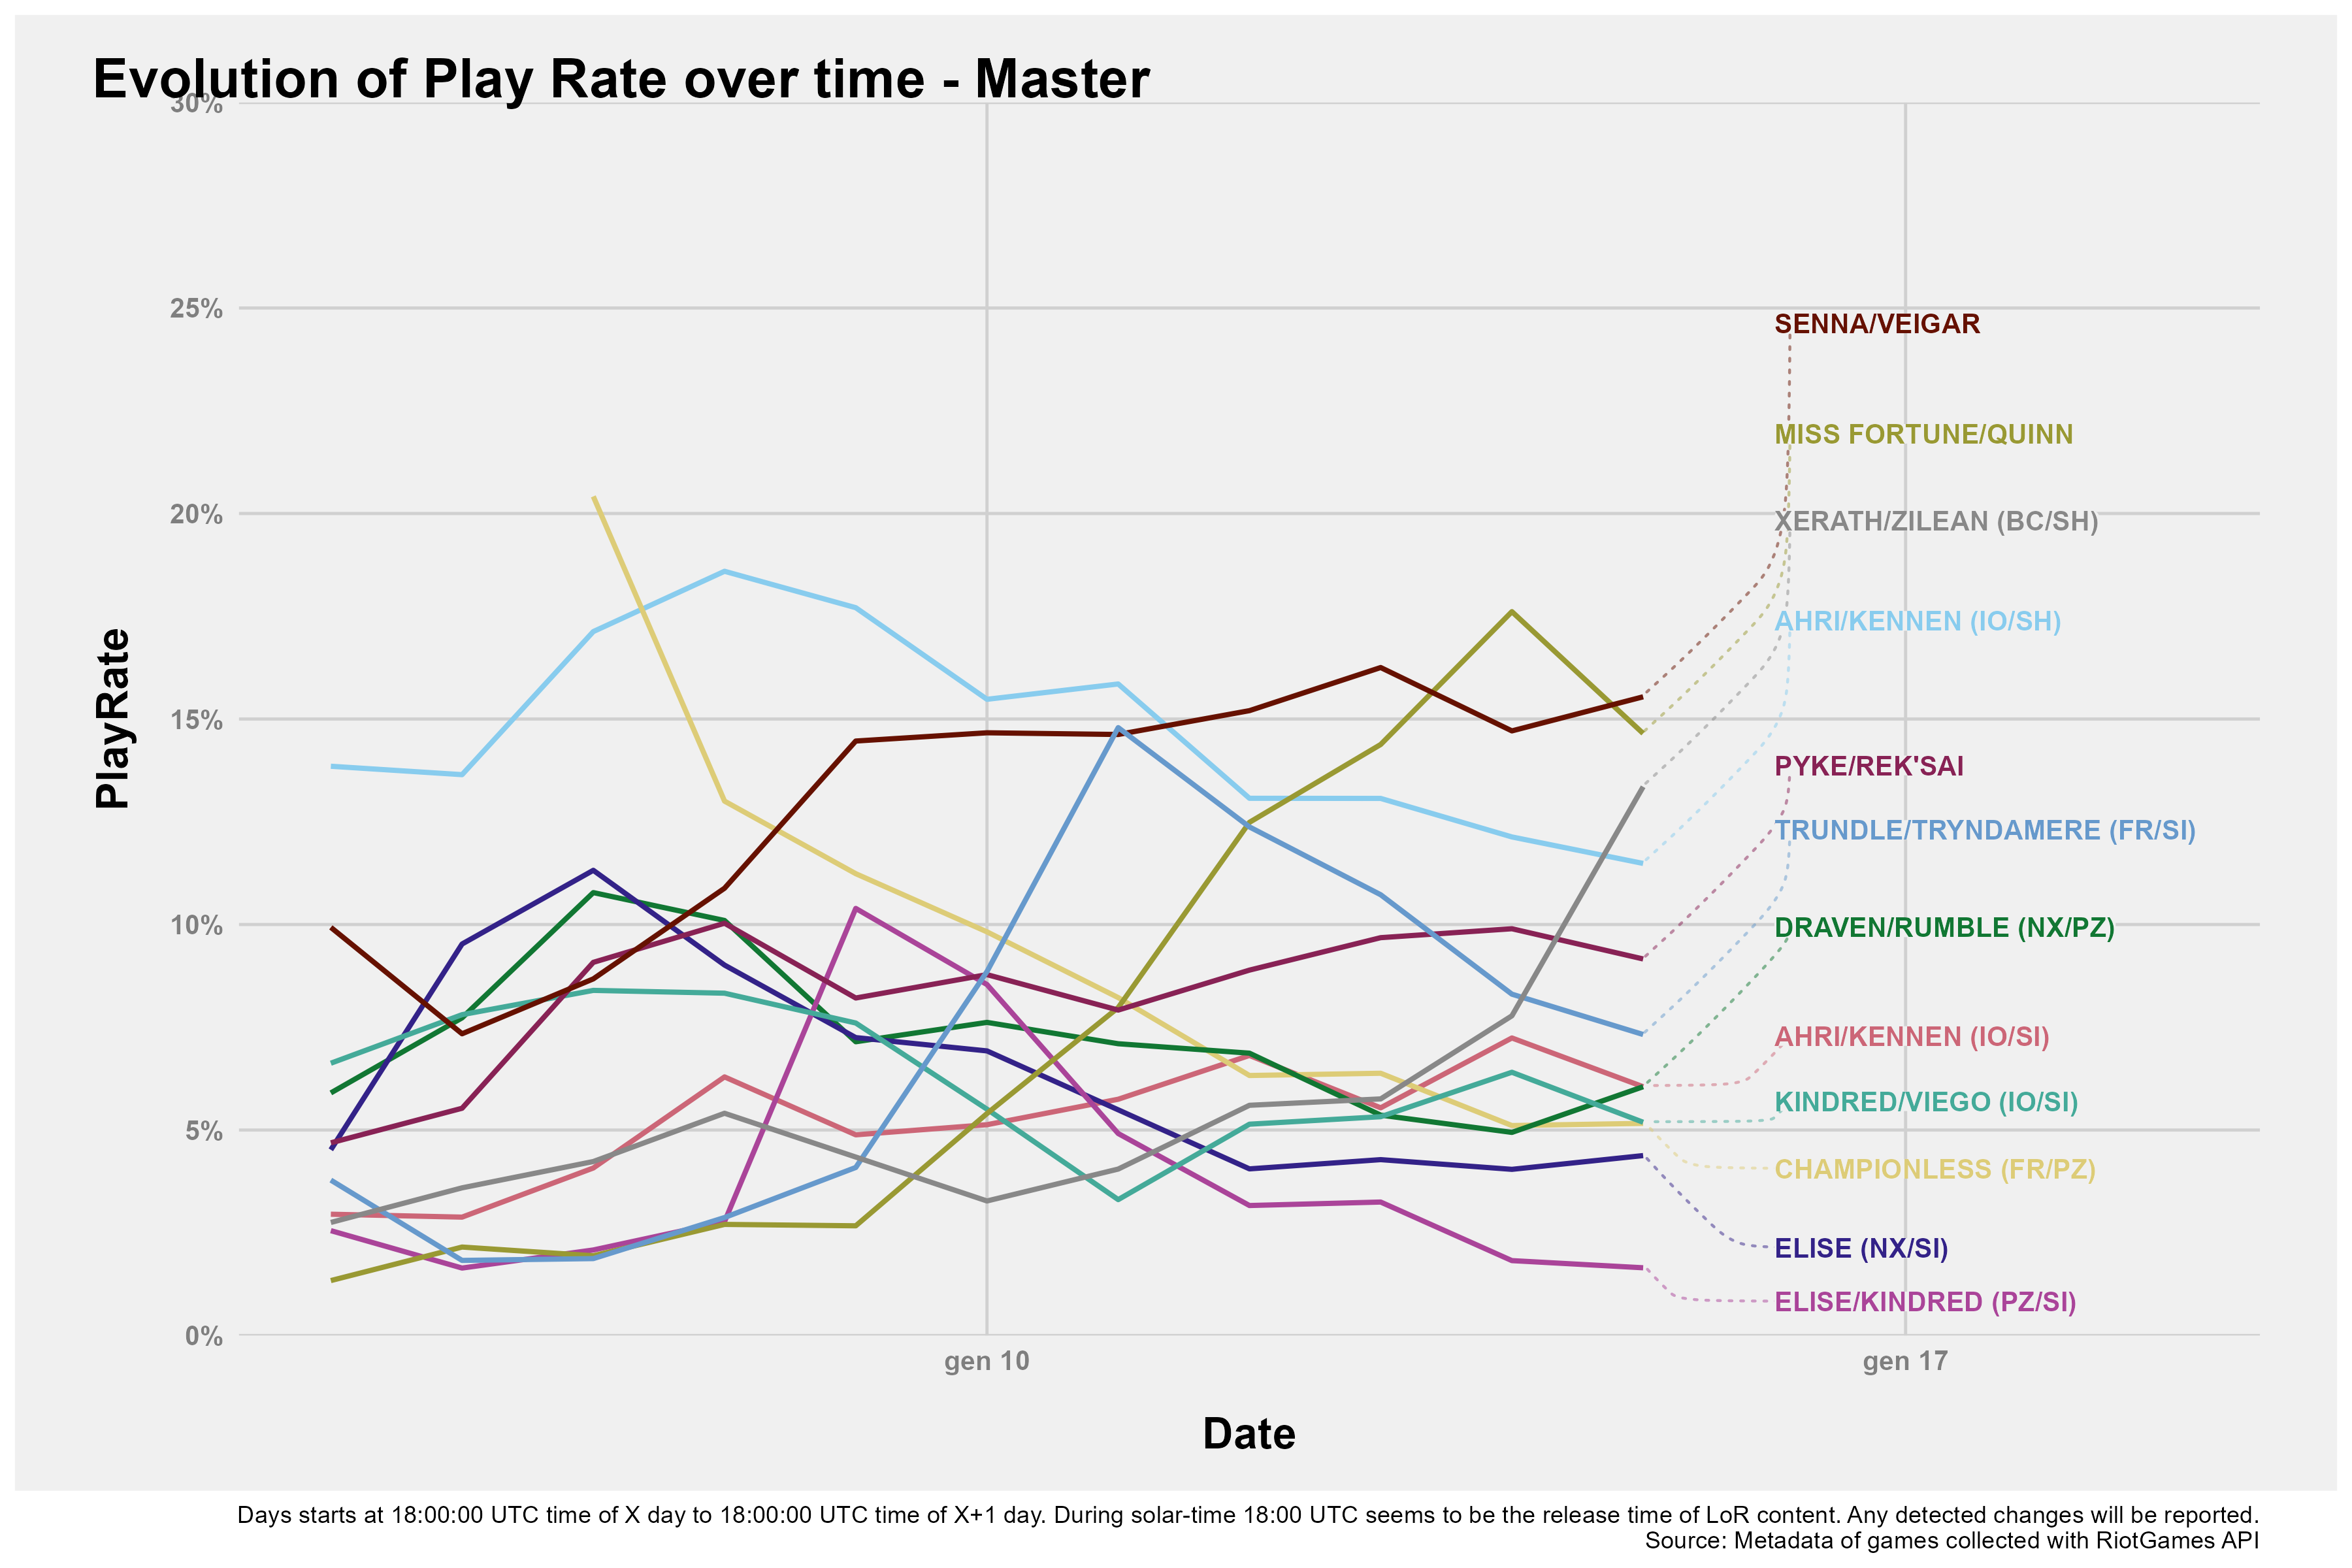 Evolution of Play Rate over time - Master
30%
25%
20%
15%
10%
5%
0%
PlayRate
SENNA/VEIGAR
MISS FORTUNE/QUINN
XERATH/ZILEAN (BC/SH)
AHRI/KENNEN (IO/SH)
PYKE/REK'SAI
TRUNDLE/TRYNDAMERE (FR/SI)
DRAVEN/RUMBLE (NX/PZ)
AHRI/KENNEN (IO/SI)
KINDRED/VIEGO (IO/SI)
CHAMPIONLESS (FR/PZ)
ELISE (NX/SI)
ELISE/KINDRED (PZ/SI)
gen 10
gen 17
Date
Days starts at 18:00:00 UTC time of X day to 18:00:00 UTC time of X+1 day. During solar-time 18:00 UTC seems to be the release time of LoR content. Any detected changes will be reported.
Source: Metadata of games collected with RiotGames API